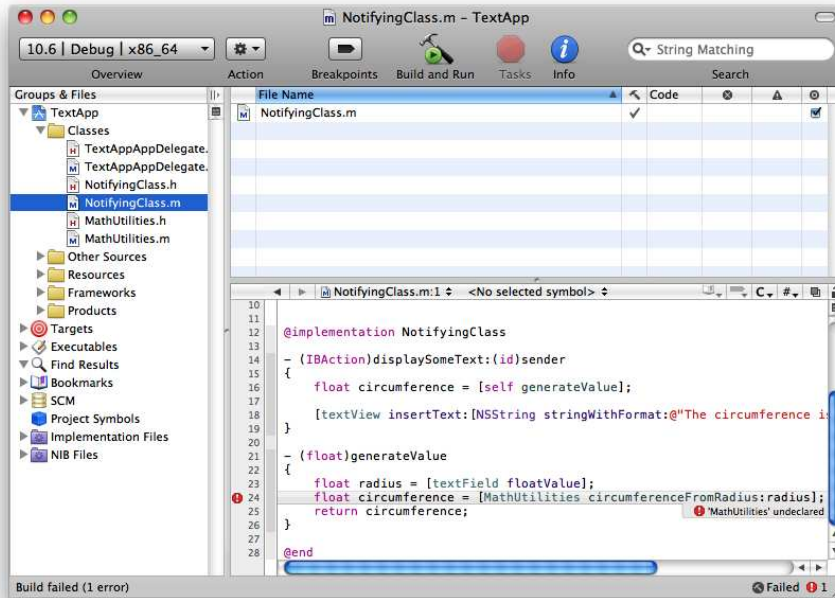 NotifyingClass.m – TextApp
10.6 | Debug | x86_64
String Matching
Overview
Action
Breakpoints
Build and Run
Tasks
Info
Search
Groups & Files
TextApp
Classes
TextAppAppDelegate.
TextAppAppDelegate.
NotifyingClass.h
NotifyingClass.m
MathUtilities.h
MathUtilities.m
Other Sources
Resources
Frameworks
Products
Targets
Executables
Find Results
Bookmarks
SCM
Project Symbols
Implementation Files
NIB Files
File Name
Code
NotifyingClass.m
NotifyingClass.m:1
<No selected symbol>
C
#
10
11
12 @implementation NotifyingClass
13
14 - (IBAction)displaySomeText:(id)sender
15 {
16 float circumference = [self generateValue];
17
18 [textView insertText:[NSString stringWithFormat:@"The circumference is
19 }
20
21 - (float)generateValue
22 {
23 float radius = [textField floatValue];
24 float circumference = [MathUtilities circumferenceFromRadius:radius];
25 return circumference;
'MathUtilities' undeclared
26 }
27
28 @end
Build failed (1 error)
Failed
1